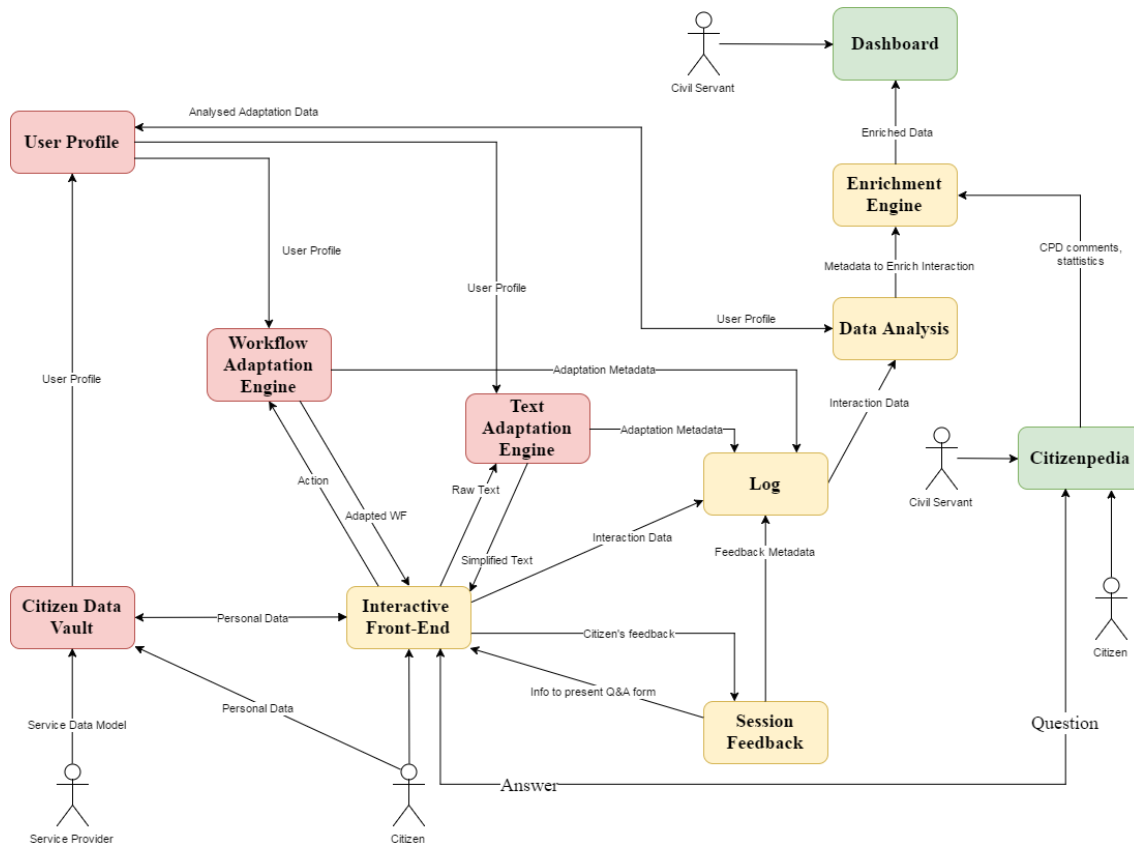 Dashboard
Civil Servant
Analysed Adaptation Data
User Profile
Enriched Data
Enrichment
Engine
User Profile
CPD comments,
stattistics
Metadata to Enrich Interaction
User Profile
User Profile
Data Analysis
Workflow
Adaptation
Engine
User Profile
Adaptation Metadata
Interaction Data
Text
Adaptation
Engine
Adaptation Metadata
Citizenpedia
Civil Servant
Action
Raw Text
Log
Adapted WF
Interaction Data
Feedback Metadata
Simplified Text
Citizen Data
Vault
Personal Data
Interactive
Front-End
Citizen's feedback
Citizen
Info to present Q&A form
Personal Data
Service Data Model
Session
Feedback
Question
Answer
Service Provider
Citizen